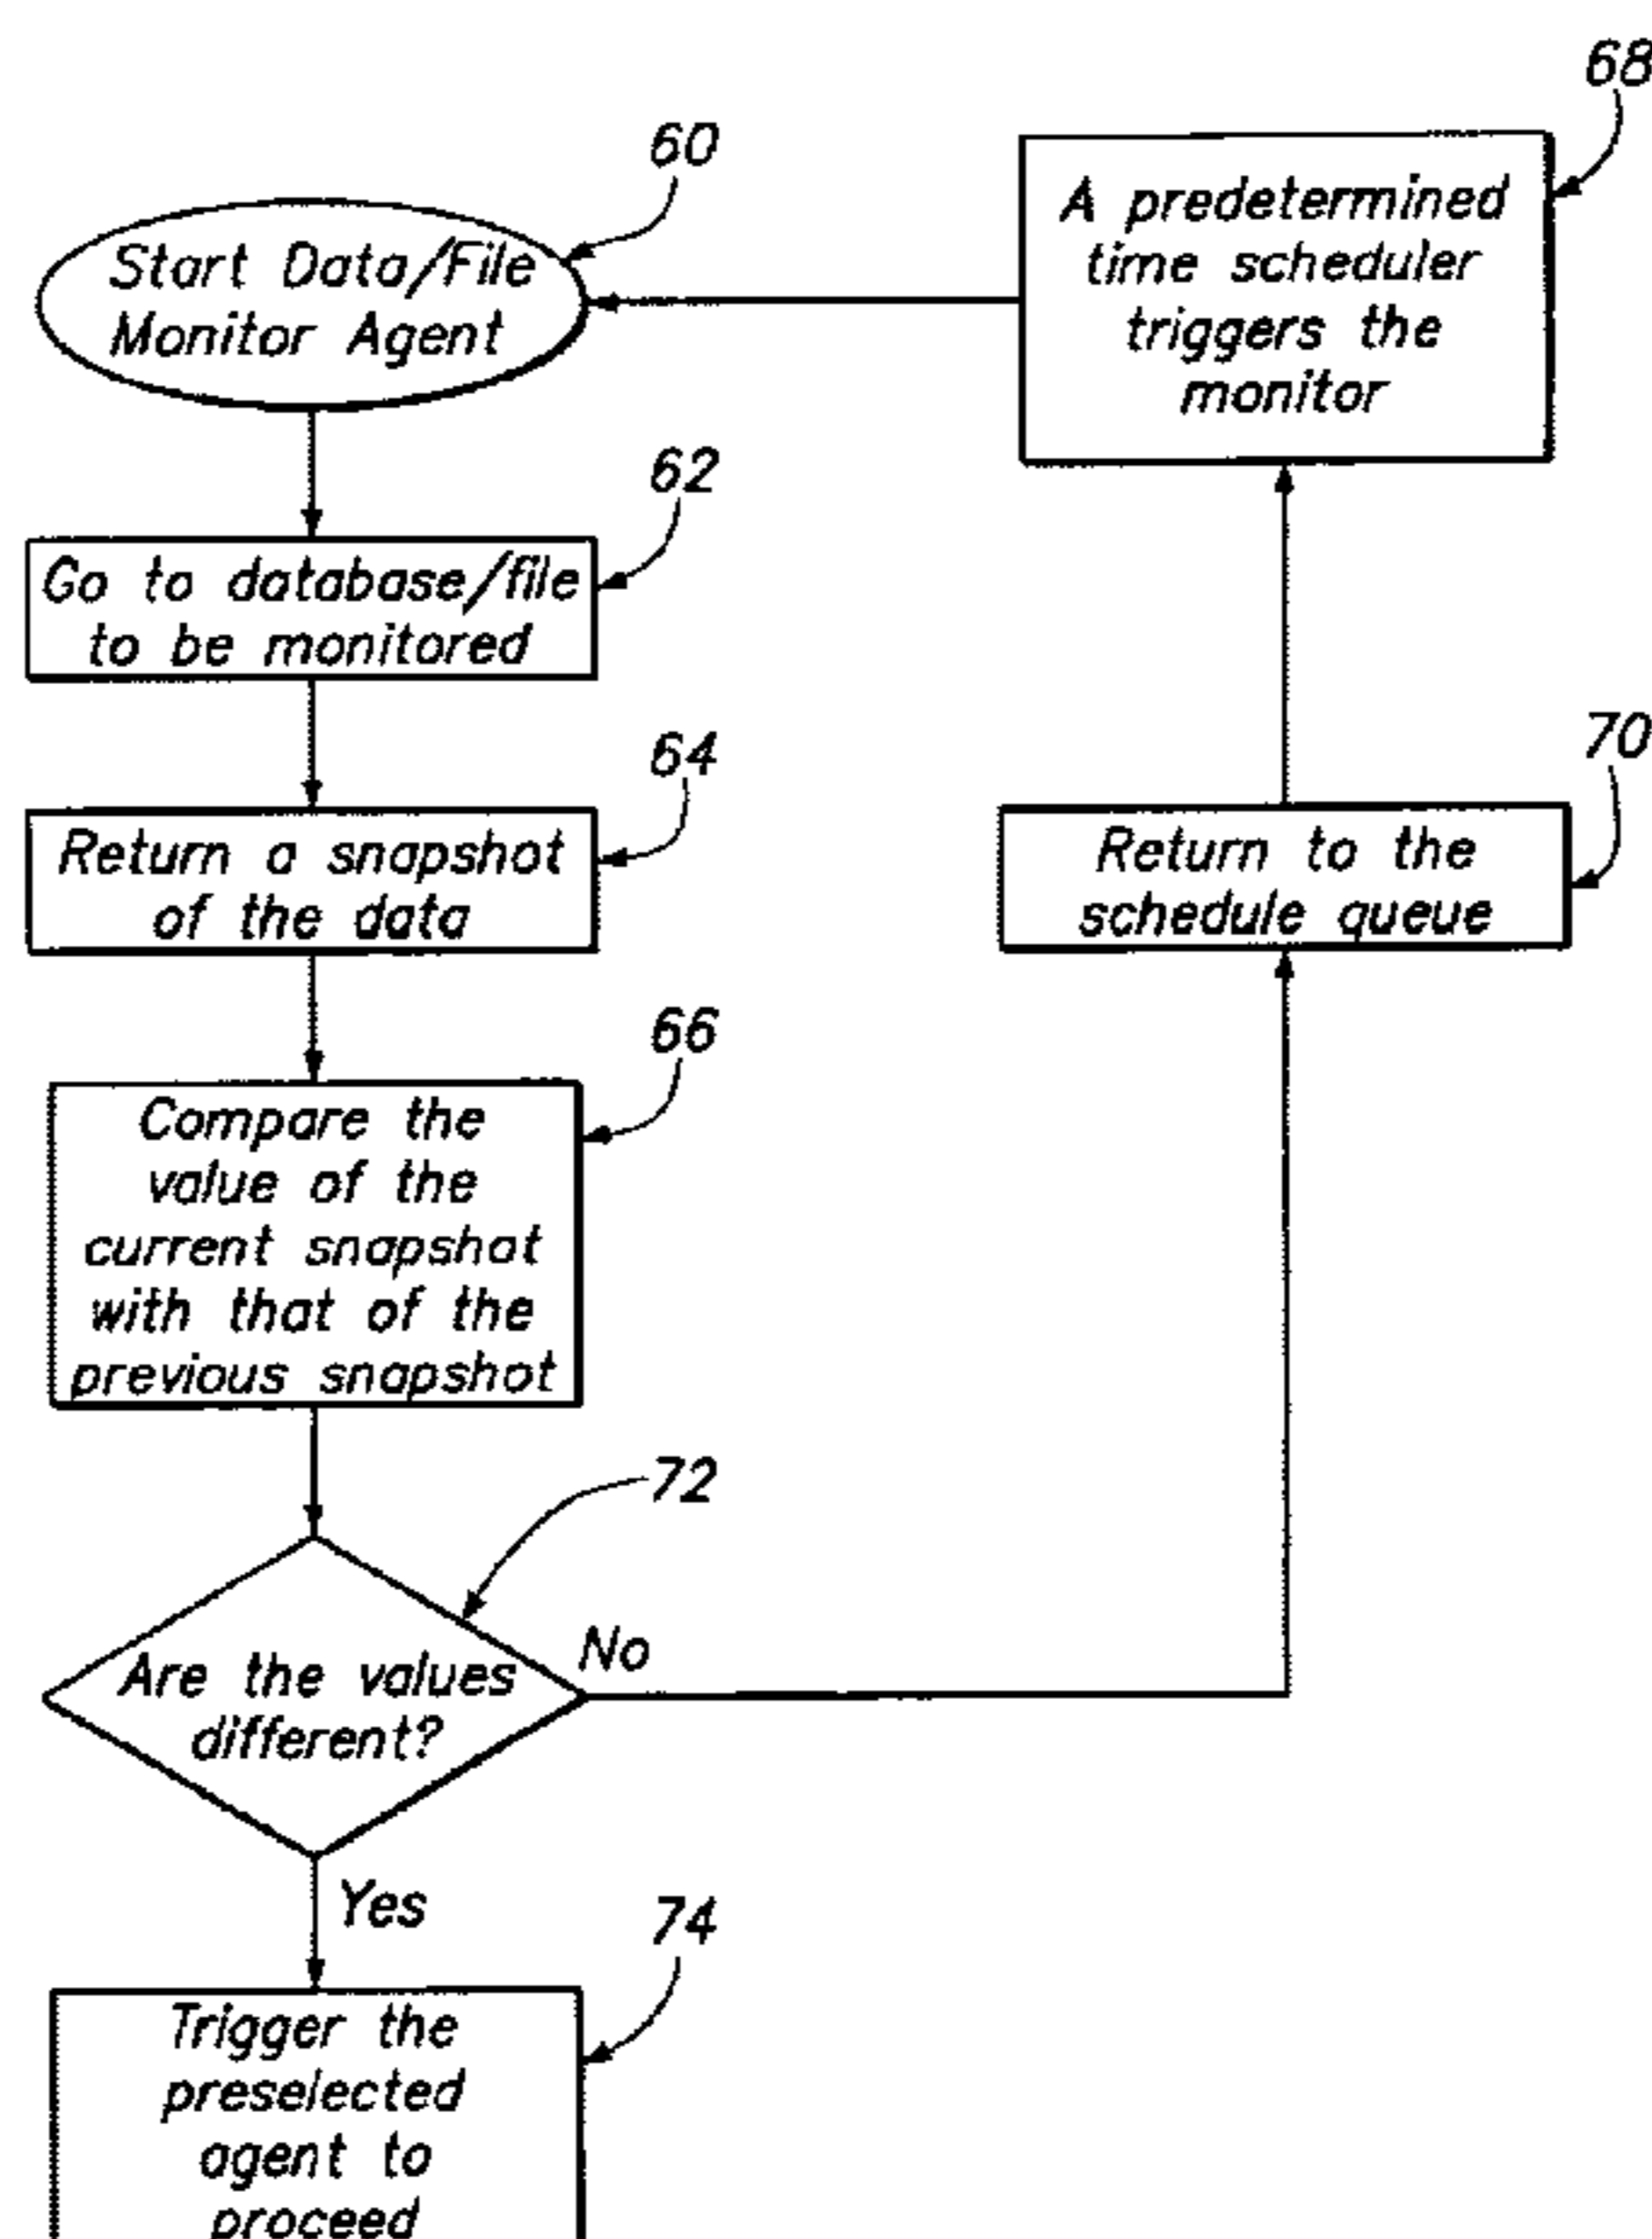 60
Start Data/File
Monitor Agent
62
Go to database/file
to be monitored
64
Return a snapshot
of the data
66
Compare the
value of the
current snapshot
with that of the
previous snapshot
72
Are the values
different?
No
Yes
74
Trigger the
preselected
agent to
proceed
68
A predetermined
time scheduler
triggers the
monitor
70
Return to the
schedule queue